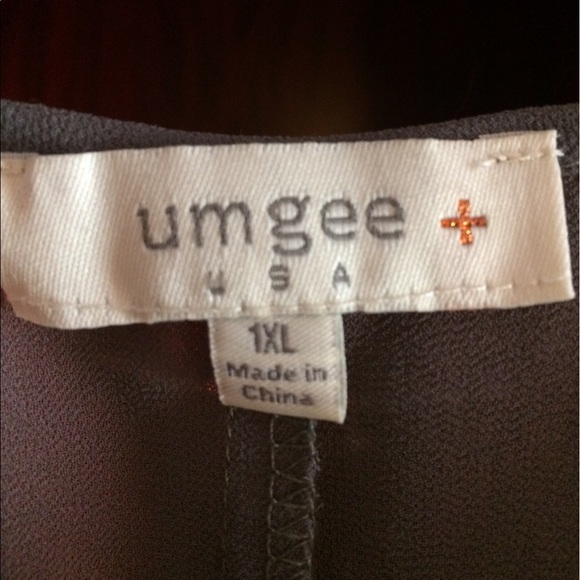 umgee +
USA
1XL
Made in
China